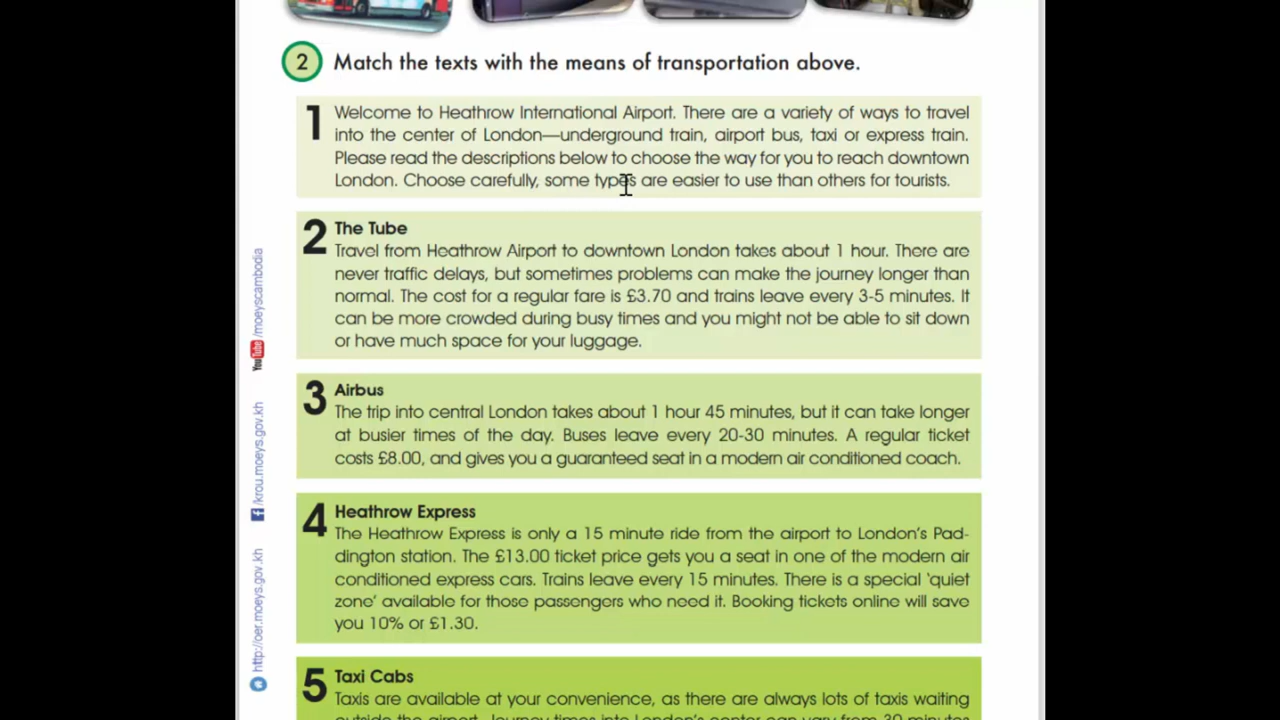 2 Match the texts with the means of transportation above.
1 Welcome to Heathrow International Airport. There are a variety of ways to travel
into the center of London—underground train, airport bus, taxi or express train.
Please read the descriptions below to choose the way for you to reach downtown
London. Choose carefully, some types are easier to use than others for tourists.
2 The Tube
Travel from Heathrow Airport to downtown London takes about 1 hour. There are
never traffic delays, but sometimes problems can make the journey longer than
normal. The cost for a regular fare is £3.70 and trains leave every 3-5 minutes. It
can be more crowded during busy times and you might not be able to sit down
or have much space for your luggage.
3 Airbus
The trip into central London takes about 1 hour 45 minutes, but it can take longer
at busier times of the day. Buses leave every 20-30 minutes. A regular ticket
costs £8.00, and gives you a guaranteed seat in a modern air conditioned coach.
4 Heathrow Express
The Heathrow Express is only a 15 minute ride from the airport to London's Pad-
dington station. The £13.00 ticket price gets you a seat in one of the modern air
conditioned express cars. Trains leave every 15 minutes. There is a special 'quiet
zone' available for those passengers who need it. Booking tickets online will save
you 10% or £1.30.
5 Taxi Cabs
Taxis are available at your convenience, as there are always lots of taxis waiting
outside the airport. Journey times into London's center can vary from 30 minutes
http://oer.moeys.gov.kh
f /krou.moeys.gov.kh
YouTube /moeyscambodia